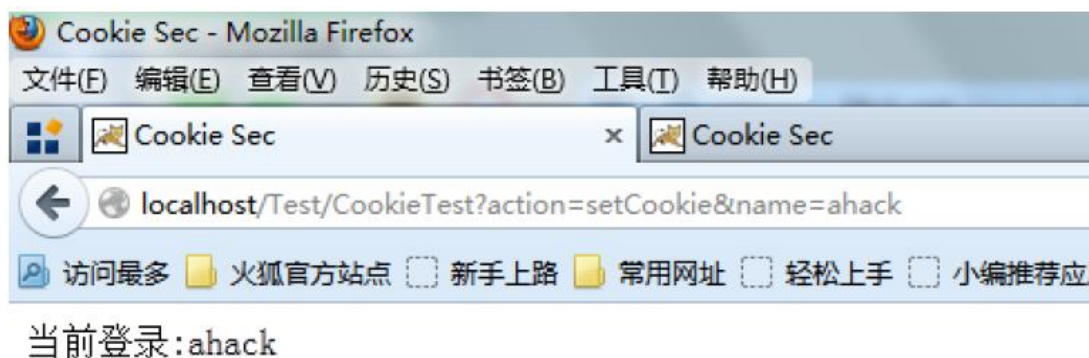 Cookie Sec - Mozilla Firefox
文件(F) 编辑(E) 查看(V) 历史(S) 书签(B) 工具(T) 帮助(H)
Cookie Sec × Cookie Sec
localhost/Test/CookieTest?action=setCookie&name=ahack
访问最多 火狐官方站点 新手上路 常用网址 轻松上手 小编推荐应
当前登录:ahack